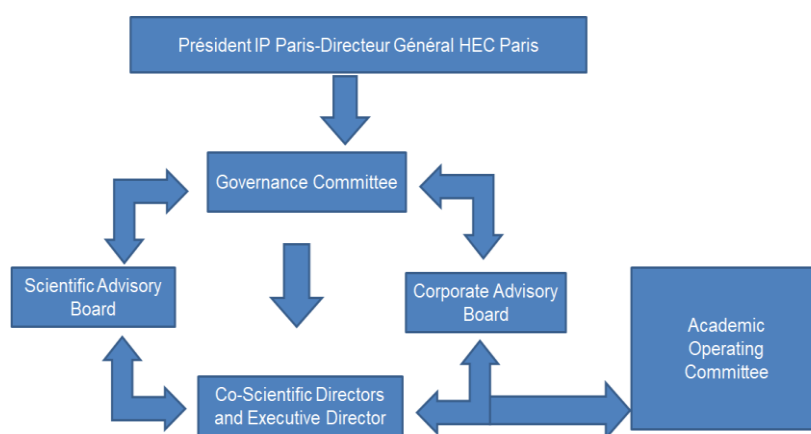 Président IP Paris-Directeur Général HEC Paris
Governance Committee
Scientific Advisory
Board
Corporate Advisory
Board
Academic
Operating
Committee
Co-Scientific Directors
and Executive Director